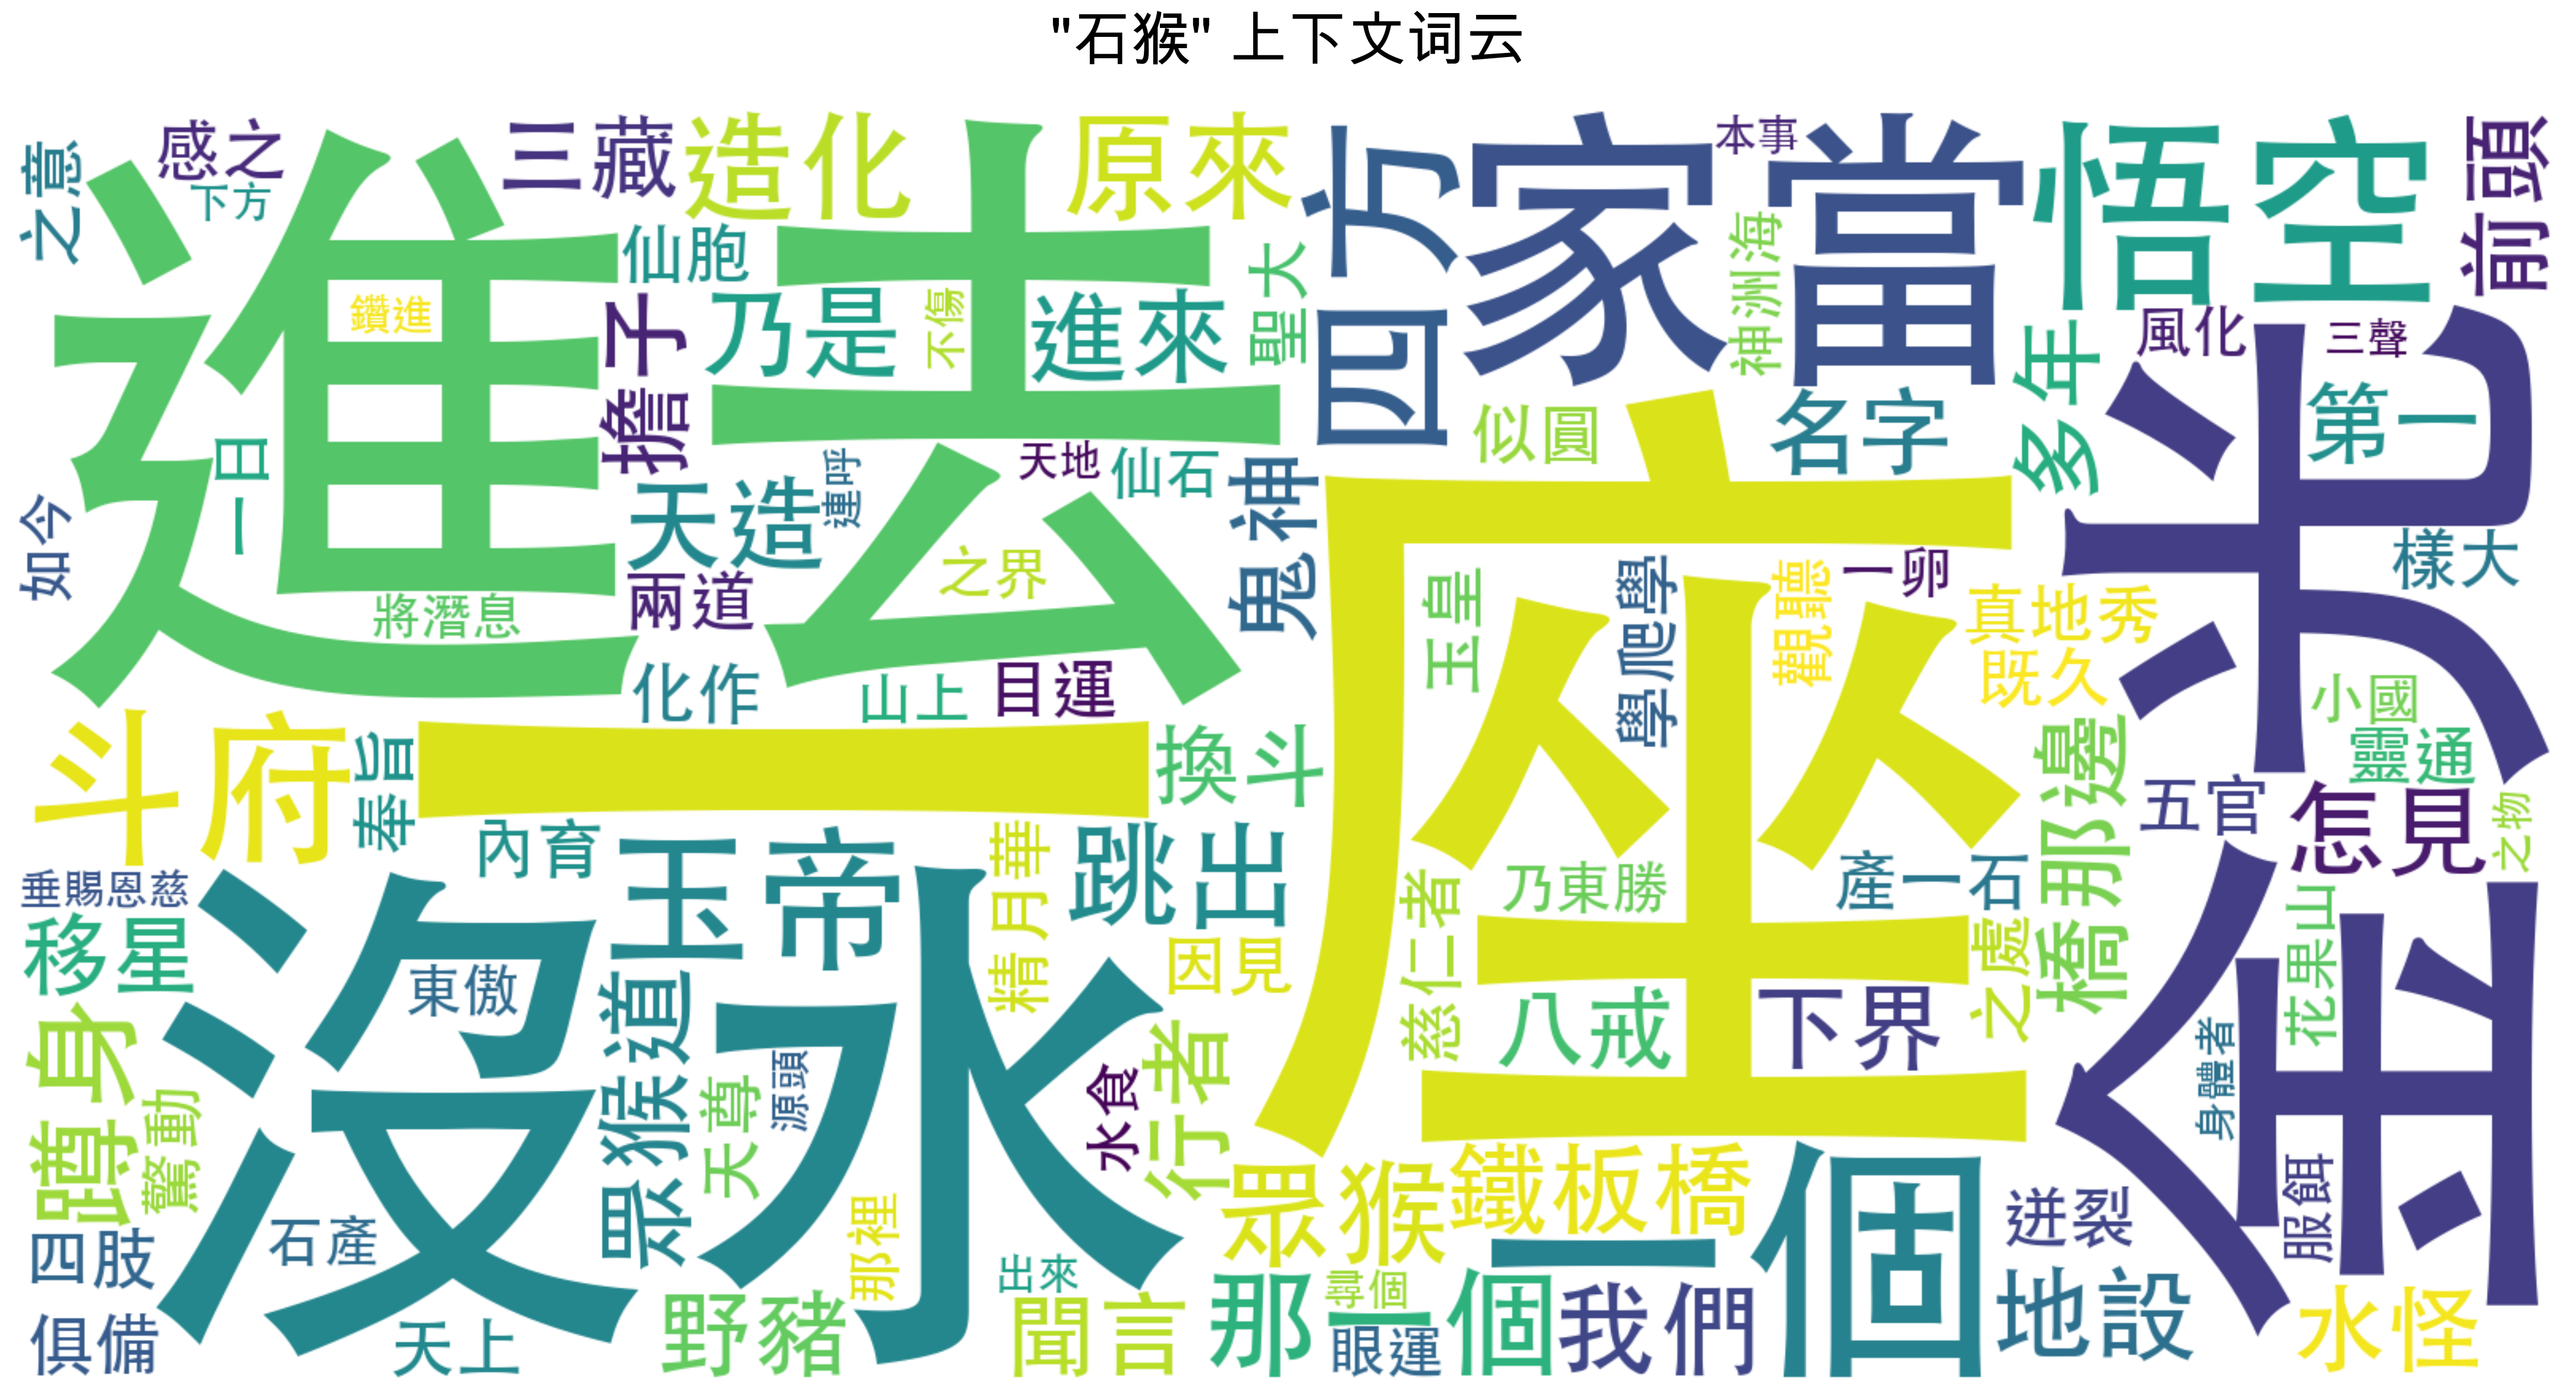 "石猴" 上下文词云
進去
一座
金光
沒水
家當
悟空
一個
玉帝
四方
斗府
造化
原來
三藏
感之
之意
下方
仙胞
前頭
本事
神洲海
聖大
乃是
進來
不傷
擔子
鑽進
一日
如今
天造
連呼
天地
仙石
鬼神
似圓
名字
多年
風化
三聲
第一
樣大
兩道
之界
將潛息
化作
山上
目運
玉皇
學爬學
觀聽
一卵
真地秀
既久
小國
靈通
那邊
橋
五官
怎見
之物
換斗
奉旨
內育
精月華
跳出
因見
慈仁者
乃東勝
產一石
之處
花果山
八戒
下界
身體者
垂賜恩慈
移星
東傲
眾猴道
天尊
源頭
水食
行者
蹲身
驚動
石產
四肢
俱備
天上
野豬
那裡
出來
聞言
眾猴
鐵板橋
那一個
尋個
眼運
我們
迸裂
地設
服餌
水怪